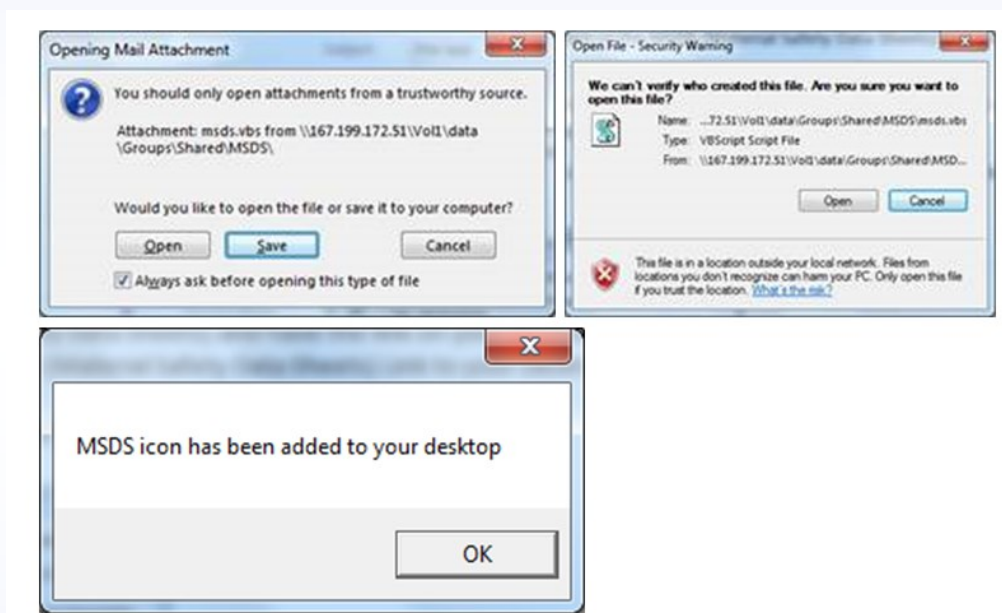 Opening Mail Attachment
You should only open attachments from a trustworthy source.
Attachment: msds.vbs from \\167.199.172.51\Vol1\data
\Groups\Shared\MSDS\
Would you like to open the file or save it to your computer?
Open
Save
Cancel
Always ask before opening this type of file
Open File - Security Warning
We can't verify who created this file. Are you sure you want to
open this file?
Name: ...72.51\Vol1\data\Groups\Shared\MSDS\msds.vbs
Type: VBScript Script File
From: \\167.199.172.51\Vol1\data\Groups\Shared\MSD...
Open
Cancel
This file is in a location outside your local network. Files from
locations you don't recognize can harm your PC. Only open this file
if you trust the location. What's the risk?
MSDS icon has been added to your desktop
OK